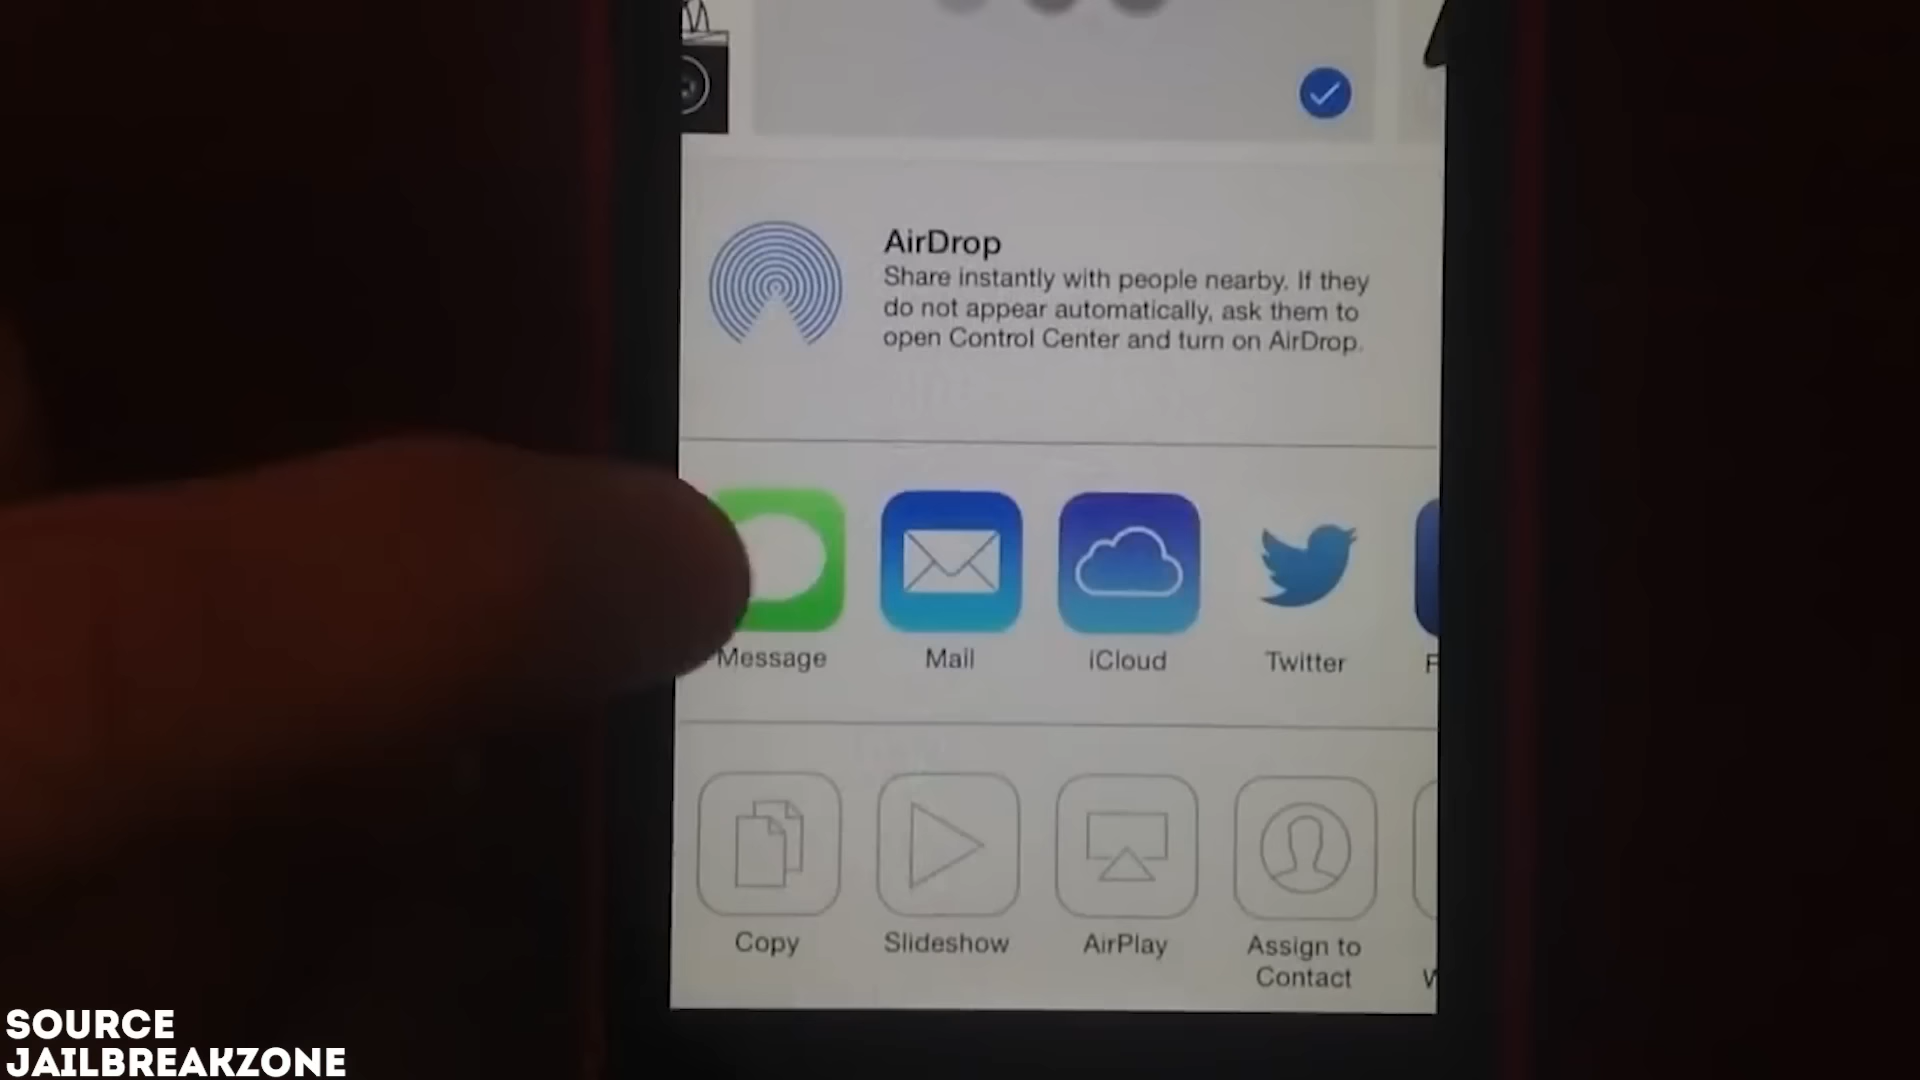 AirDrop
Share instantly with people nearby. If they
do not appear automatically, ask them to
open Control Center and turn on AirDrop.
Message
Mail
iCloud
Twitter
F
Copy
Slideshow
AirPlay
Assign to
Contact
SOURCE
JAILBREAKZONE